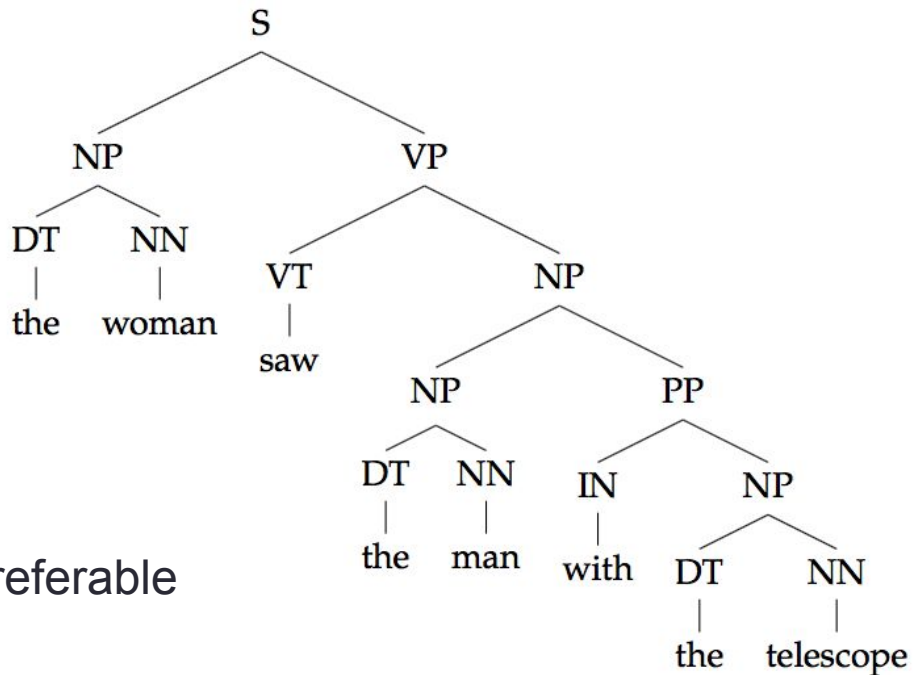 S
NP VP
DT NN VT NP
the woman saw
NP PP
DT NN IN NP
the man with DT NN
the telescope
referable